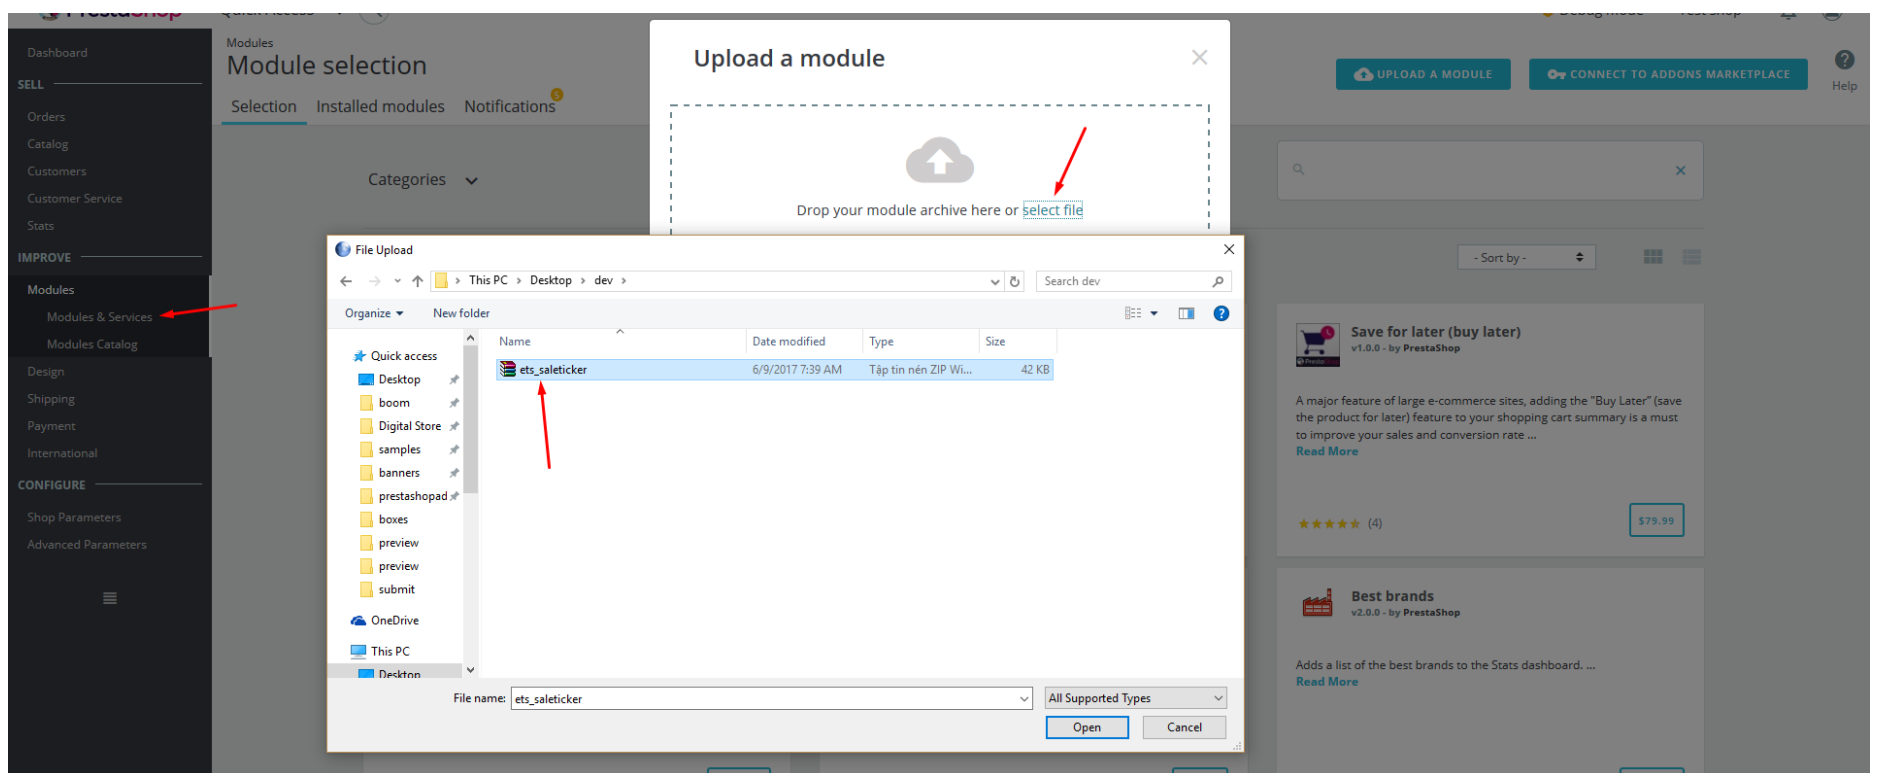 PrestaShop
Quick Access
Debug mode
Test shop
Dashboard
SELL
Orders
Catalog
Customers
Customer Service
Stats
IMPROVE
Modules
Modules & Services
Modules Catalog
Design
Shipping
Payment
International
CONFIGURE
Shop Parameters
Advanced Parameters
Modules
Module selection
Selection Installed modules Notifications
UPLOAD A MODULE
CONNECT TO ADDONS MARKETPLACE
Help
Categories
- Sort by -
Upload a module
Drop your module archive here or select file
File Upload
This PC > Desktop > dev >
Search dev
Organize New folder
Name Date modified Type Size
ets_saleticker 6/9/2017 7:39 AM Tập tin nén ZIP Wi... 42 KB
Quick access
Desktop
boom
Digital Store
samples
banners
prestashopad
boxes
preview
preview
submit
OneDrive
This PC
Desktop
File name: ets_saleticker
All Supported Types
Open Cancel
Save for later (buy later)
v1.0.0 - by PrestaShop
A major feature of large e-commerce sites, adding the "Buy Later" (save
the product for later) feature to your shopping cart summary is a must
to improve your sales and conversion rate ...
Read More
(4)
$79.99
Best brands
v2.0.0 - by PrestaShop
Adds a list of the best brands to the Stats dashboard. ...
Read More